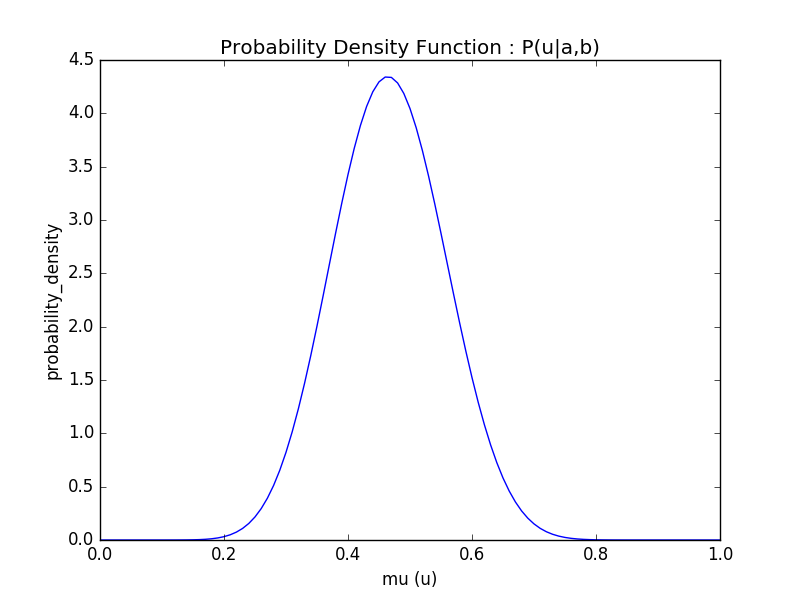 Probability Density Function : P(u|a,b)
4.5
4.0
3.5
3.0
2.5
2.0
1.5
1.0
0.5
0.0
probability_density
0.0 0.2 0.4 0.6 0.8 1.0
mu (u)